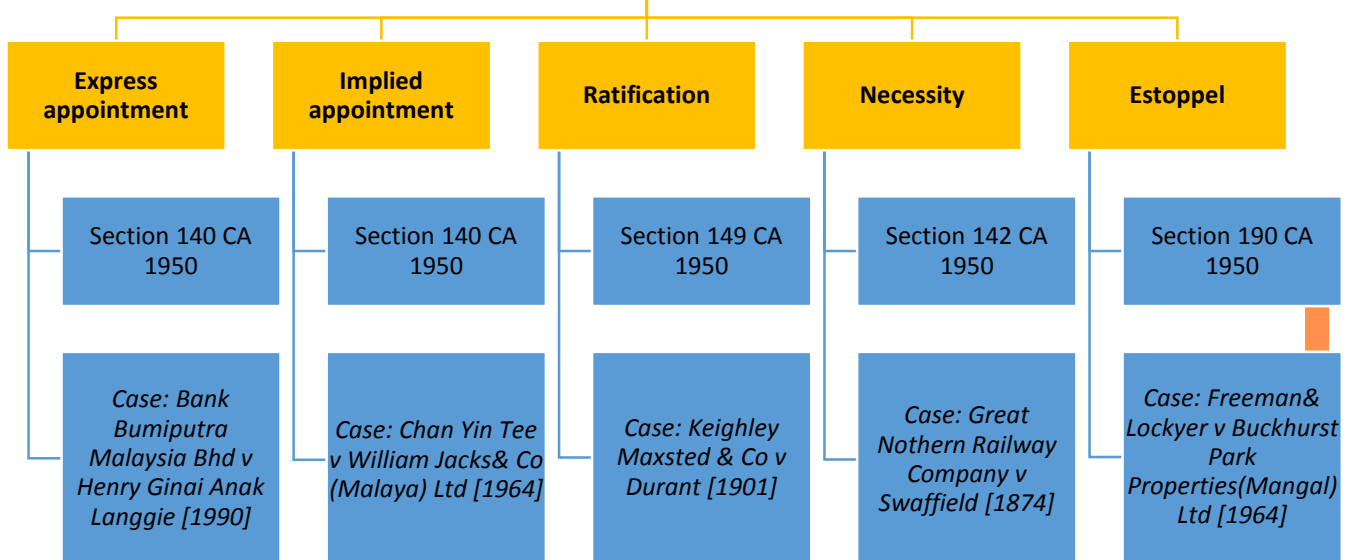 Express
appointment
Implied
appointment
Ratification
Necessity
Estoppel
Section 140 CA
1950
Section 140 CA
1950
Section 149 CA
1950
Section 142 CA
1950
Section 190 CA
1950
Case: Bank
Bumiputra
Malaysia Bhd v
Henry Ginai Anak
Langgie [1990]
Case: Chan Yin Tee
v William Jacks& Co
(Malaya) Ltd [1964]
Case: Keighley
Maxsted & Co v
Durant [1901]
Case: Great
Nothern Railway
Company v
Swaffield [1874]
Case: Freeman&
Lockyer v Buckhurst
Park
Properties(Mangal)
Ltd [1964]